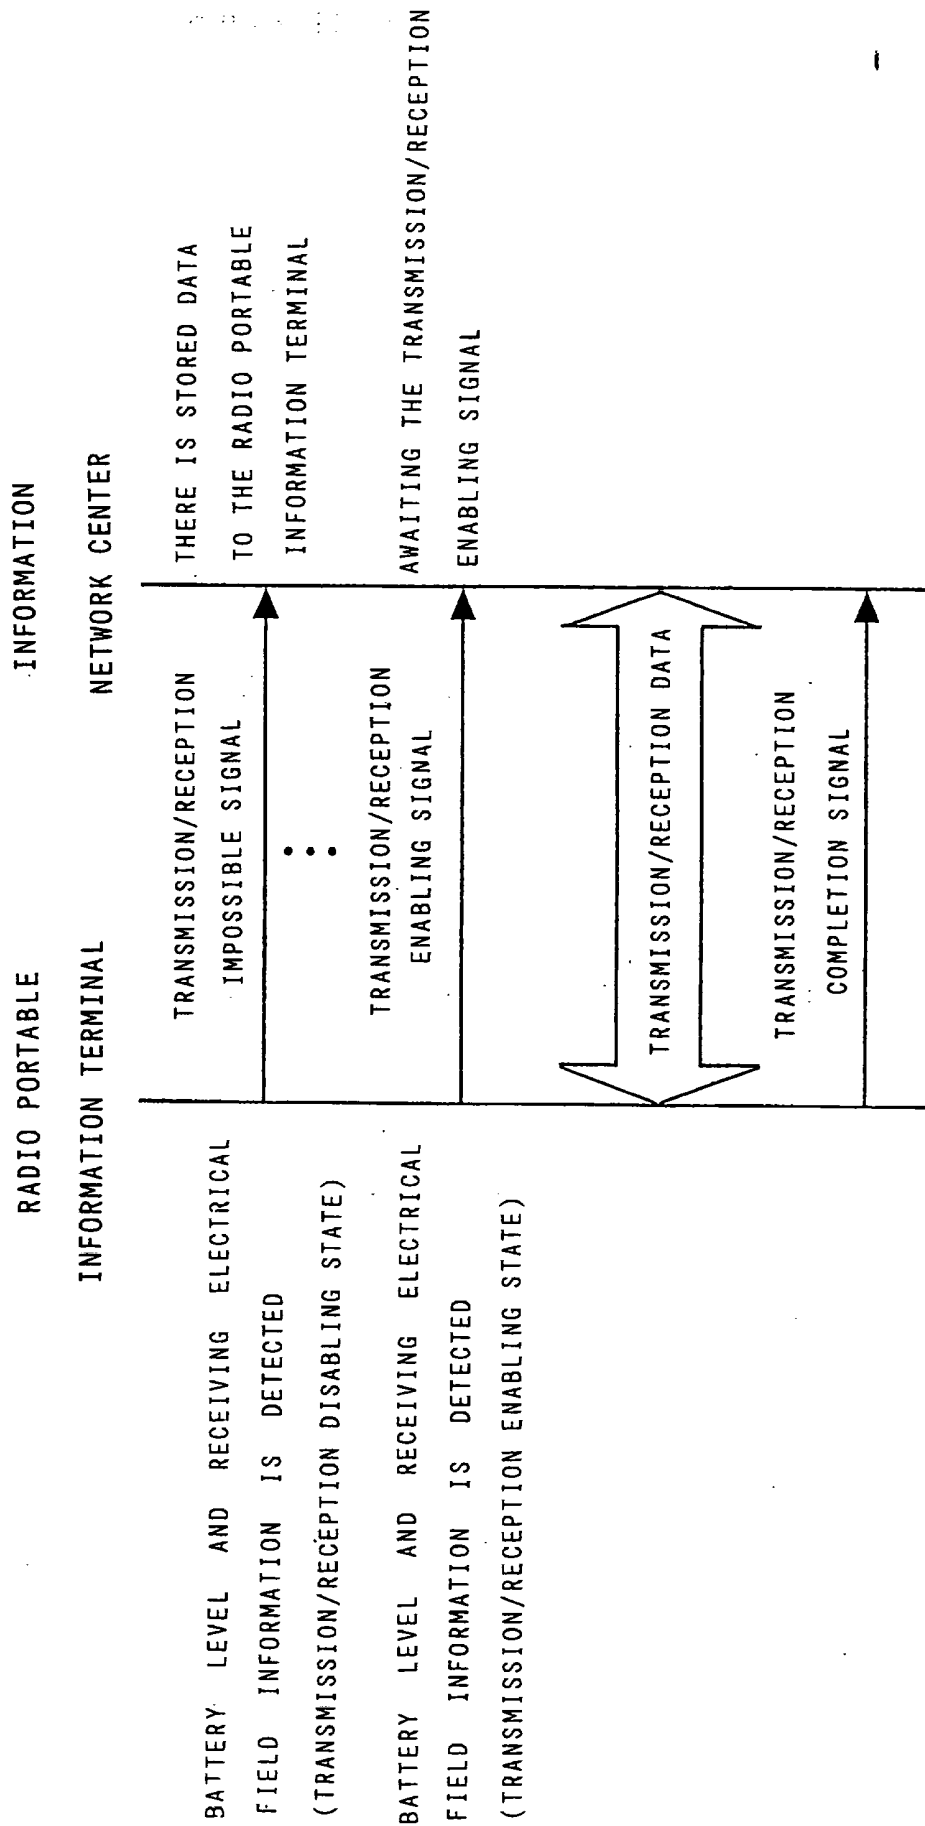 RADIO PORTABLE
INFORMATION TERMINAL
INFORMATION
NETWORK CENTER
BATTERY LEVEL AND RECEIVING ELECTRICAL
FIELD INFORMATION IS DETECTED
(TRANSMISSION/RECEPTION DISABLING STATE)
TRANSMISSION/RECEPTION
IMPOSSIBLE SIGNAL
THERE IS STORED DATA
TO THE RADIO PORTABLE
INFORMATION TERMINAL
BATTERY LEVEL AND RECEIVING ELECTRICAL
FIELD INFORMATION IS DETECTED
(TRANSMISSION/RECEPTION ENABLING STATE)
TRANSMISSION/RECEPTION
ENABLING SIGNAL
AWAITING THE TRANSMISSION/RECEPTION
ENABLING SIGNAL
TRANSMISSION/RECEPTION DATA
TRANSMISSION/RECEPTION
COMPLETION SIGNAL